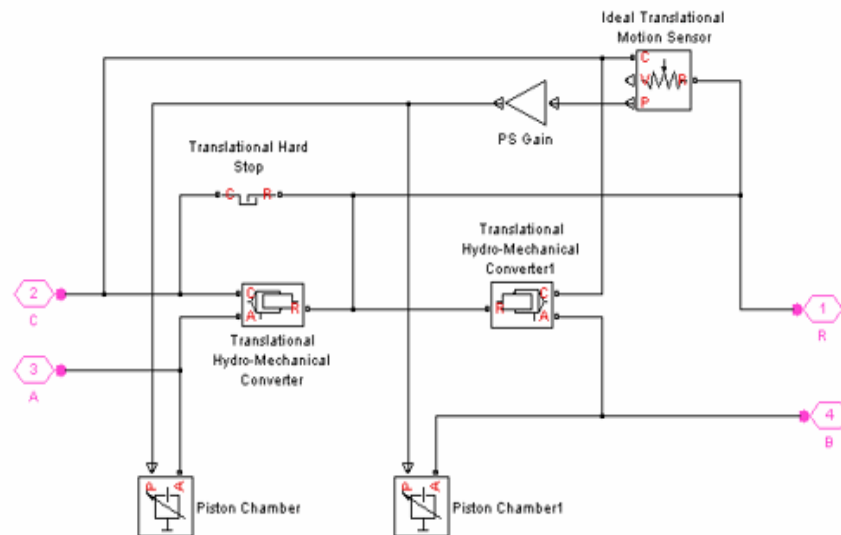 Ideal Translational
Motion Sensor
C
W R
P
PS Gain
Translational Hard
Stop
C R
Translational
Hydro-Mechanical
Converter1
2
C
C
A R
C
R A
1
R
Translational
Hydro-Mechanical
Converter
3
A
4
B
P A
Piston Chamber
P A
Piston Chamber1